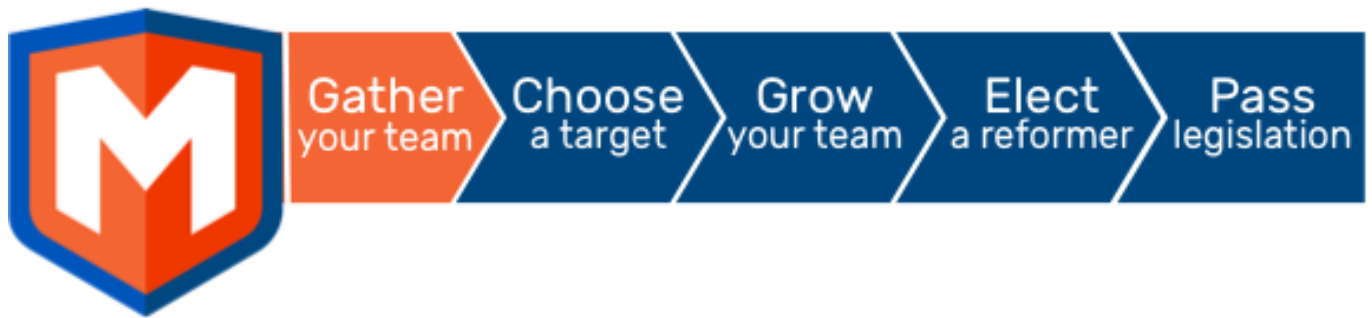 M
Gather
your team
Choose
a target
Grow
your team
Elect
a reformer
Pass
legislation